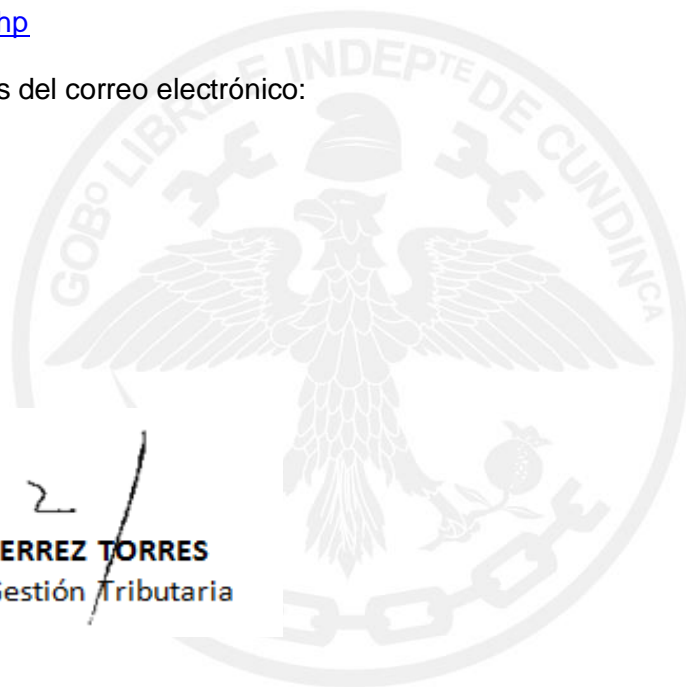 hp
s del correo electrónico:
GOBº LIBRE E INDEPTE DE CUNDINCA
ERREZ TORRES
Gestión Tributaria